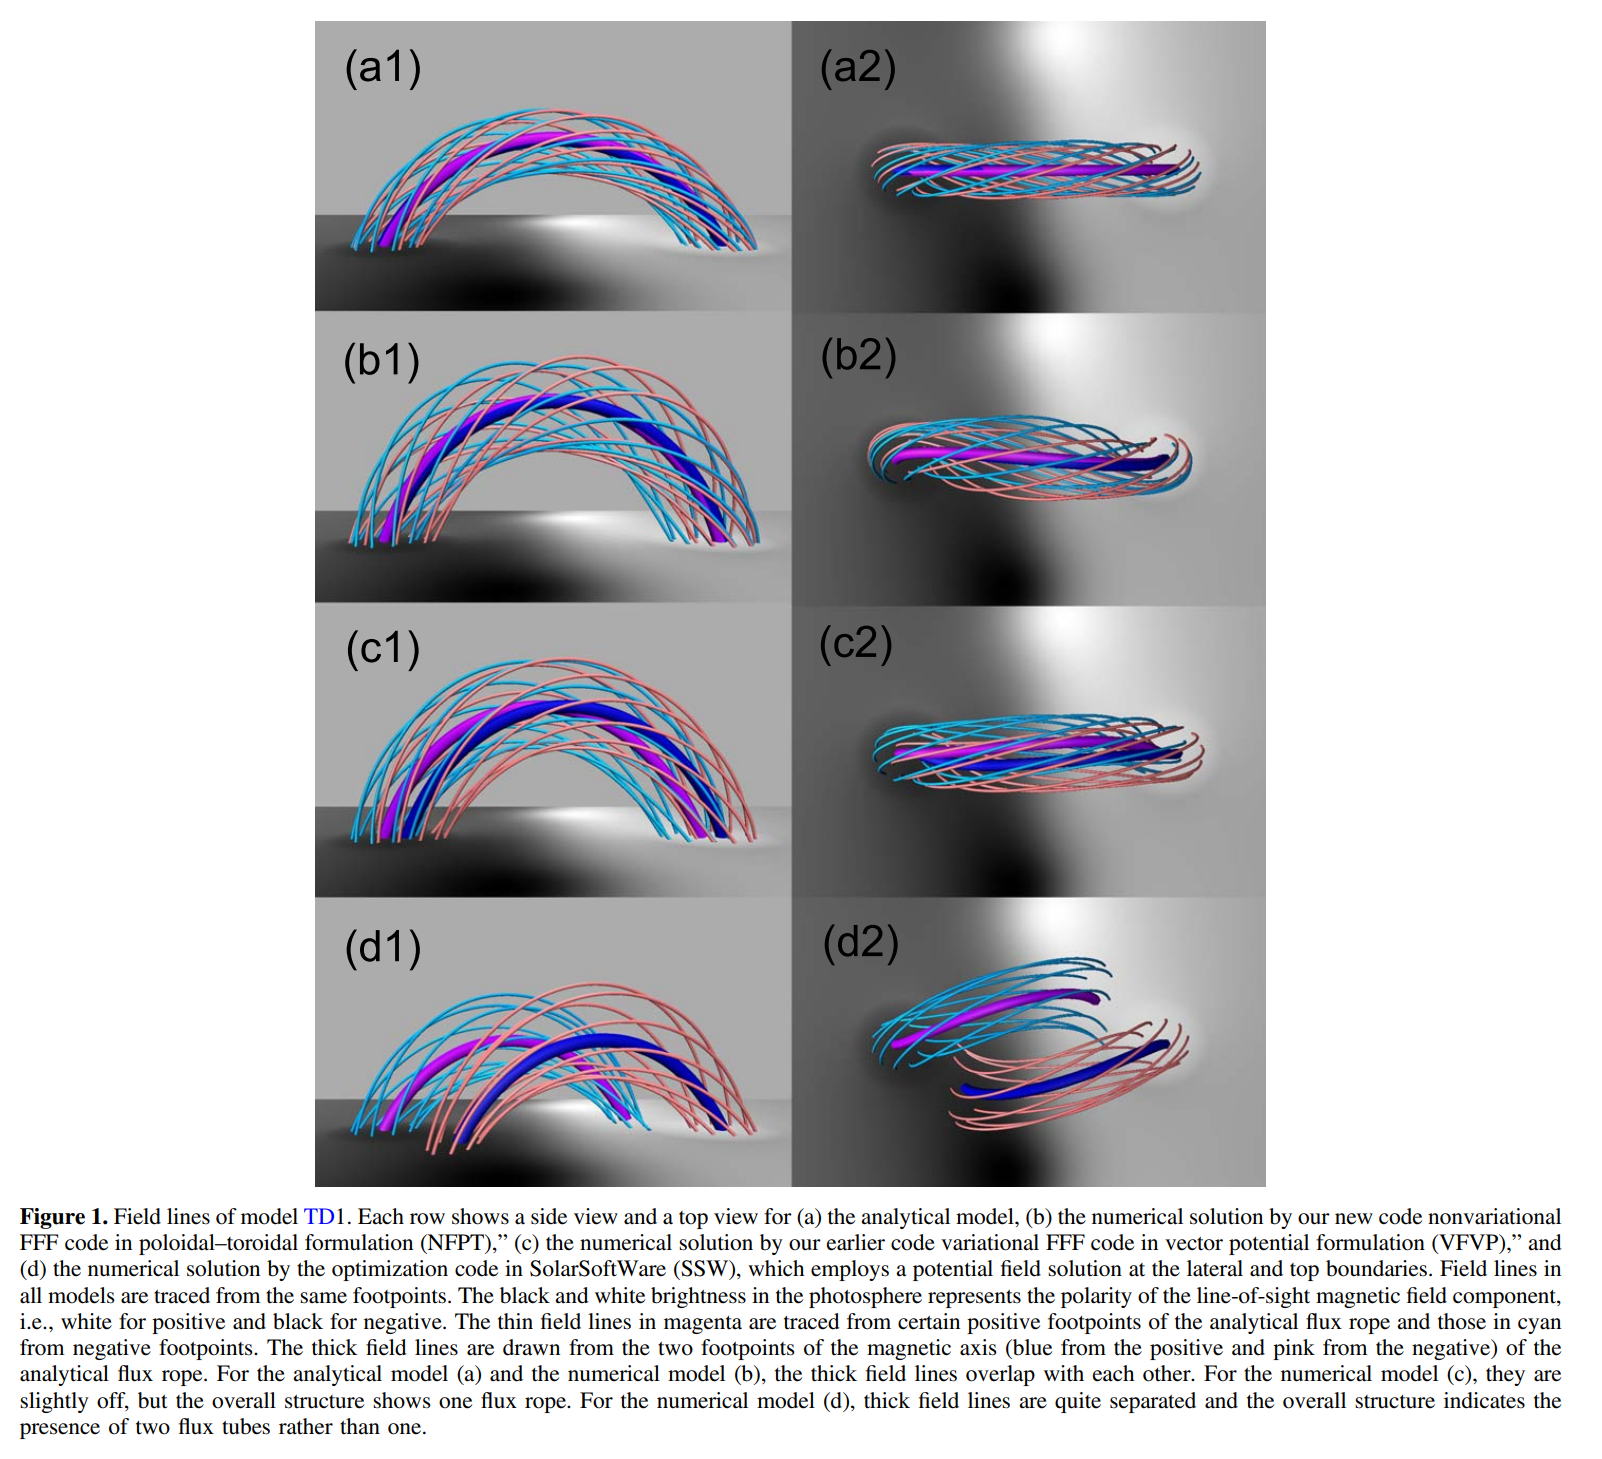 (a1)
(a2)
(b1)
(b2)
(c1)
(c2)
(d1)
(d2)
Figure 1. Field lines of model TD1. Each row shows a side view and a top view for (a) the analytical model, (b) the numerical solution by our new code nonvariational
FFF code in poloidal–toroidal formulation (NFPT),” (c) the numerical solution by our earlier code variational FFF code in vector potential formulation (VFVP),” and
(d) the numerical solution by the optimization code in SolarSoftWare (SSW), which employs a potential field solution at the lateral and top boundaries. Field lines in
all models are traced from the same footpoints. The black and white brightness in the photosphere represents the polarity of the line-of-sight magnetic field component,
i.e., white for positive and black for negative. The thin field lines in magenta are traced from certain positive footpoints of the analytical flux rope and those in cyan
from negative footpoints. The thick field lines are drawn from the two footpoints of the magnetic axis (blue from the positive and pink from the negative) of the
analytical flux rope. For the analytical model (a) and the numerical model (b), the thick field lines overlap with each other. For the numerical model (c), they are
slightly off, but the overall structure shows one flux rope. For the numerical model (d), thick field lines are quite separated and the overall structure indicates the
presence of two flux tubes rather than one.